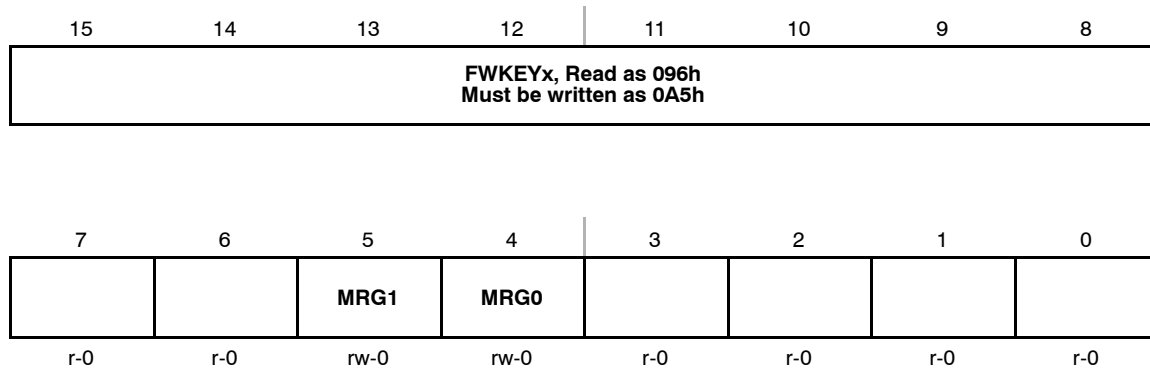 15 14 13 12 11 10 9 8
FWKEYx, Read as 096h
Must be written as 0A5h
7 6 5 4 3 2 1 0
MRG1 MRG0
r-0 r-0 rw-0 rw-0 r-0 r-0 r-0 r-0